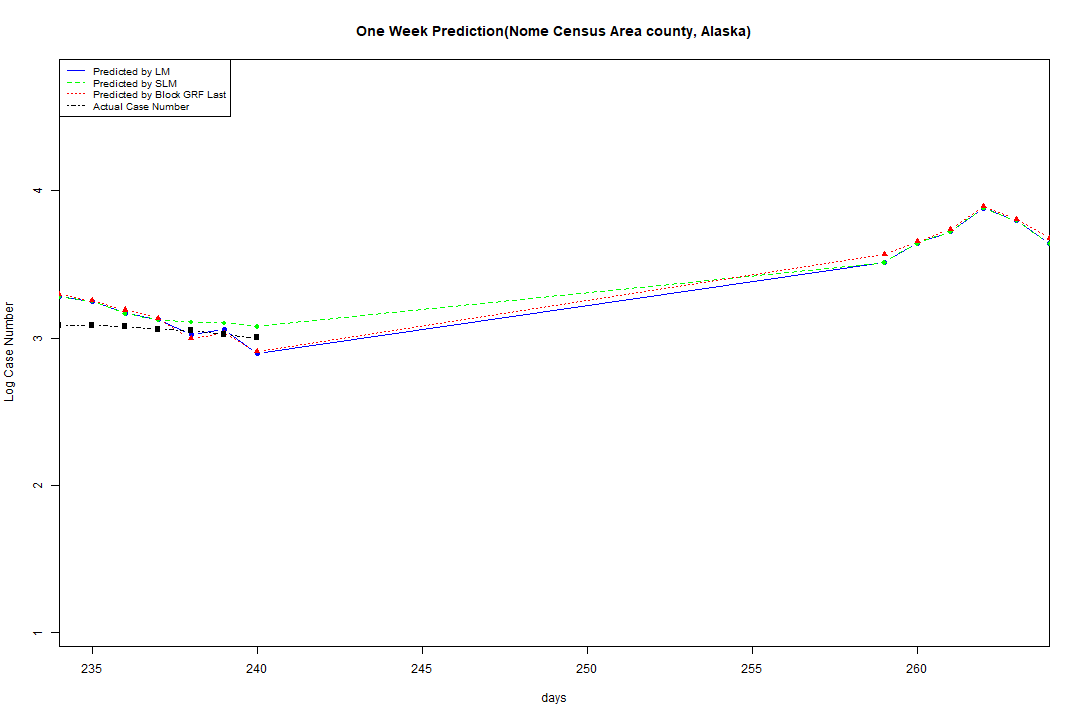 One Week Prediction(Nome Census Area county, Alaska)
Predicted by LM
Predicted by SLM
Predicted by Block GRF Last
Actual Case Number
Log Case Number
4
3
2
1
235 240 245 250 255 260
days